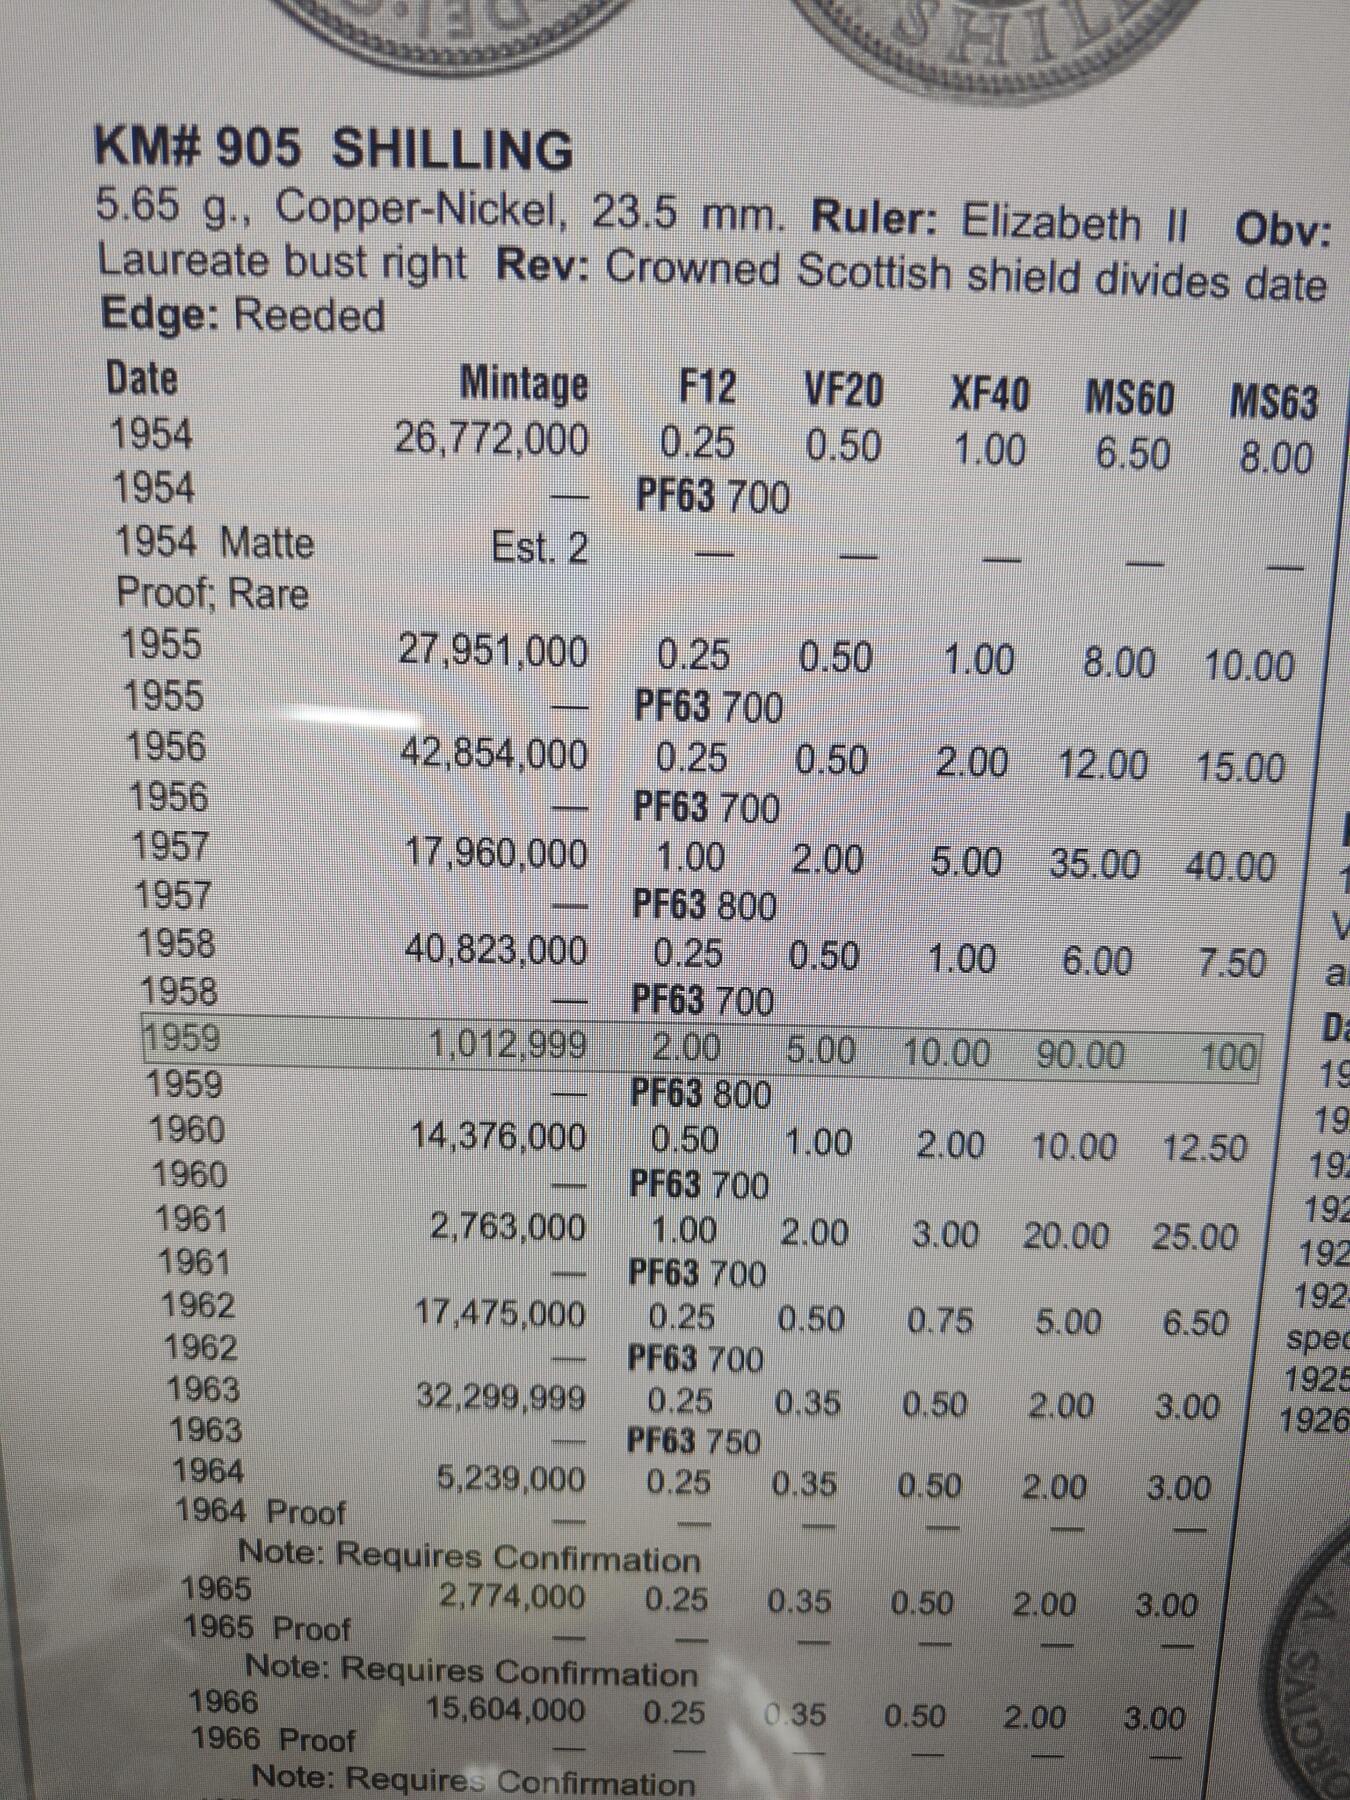 DEI
SHIL
KM# 905 SHILLING
5.65 g., Copper-Nickel, 23.5 mm. Ruler: Elizabeth II Obv:
Laureate bust right Rev: Crowned Scottish shield divides date
Edge: Reeded
Date Mintage F12 VF20 XF40 MS60 MS63
1954 26,772,000 0.25 0.50 1.00 6.50 8.00
1954 — PF63 700
1954 Matte Est. 2 — — — — —
Proof; Rare
1955 27,951,000 0.25 0.50 1.00 8.00 10.00
1955 — PF63 700
1956 42,854,000 0.25 0.50 2.00 12.00 15.00
1956 — PF63 700
1957 17,960,000 1.00 2.00 5.00 35.00 40.00
1957 — PF63 800
1958 40,823,000 0.25 0.50 1.00 6.00 7.50
1958 — PF63 700
1959 1,012,999 2.00 5.00 10.00 90.00 100
1959 — PF63 800
1960 14,376,000 0.50 1.00 2.00 10.00 12.50
1960 — PF63 700
1961 2,763,000 1.00 2.00 3.00 20.00 25.00
1961 — PF63 700
1962 17,475,000 0.25 0.50 0.75 5.00 6.50
1962 — PF63 700
1963 32,299,999 0.25 0.35 0.50 2.00 3.00
1963 — PF63 750
1964 5,239,000 0.25 0.35 0.50 2.00 3.00
1964 Proof — — — — — —
Note: Requires Confirmation
1965 2,774,000 0.25 0.35 0.50 2.00 3.00
1965 Proof — — — — — —
Note: Requires Confirmation
1966 15,604,000 0.25 0.35 0.50 2.00 3.00
1966 Proof — — — — — —
Note: Requires Confirmation
Da
19
19
192
192
192
192
spec
1925
1926
ORGIVS V